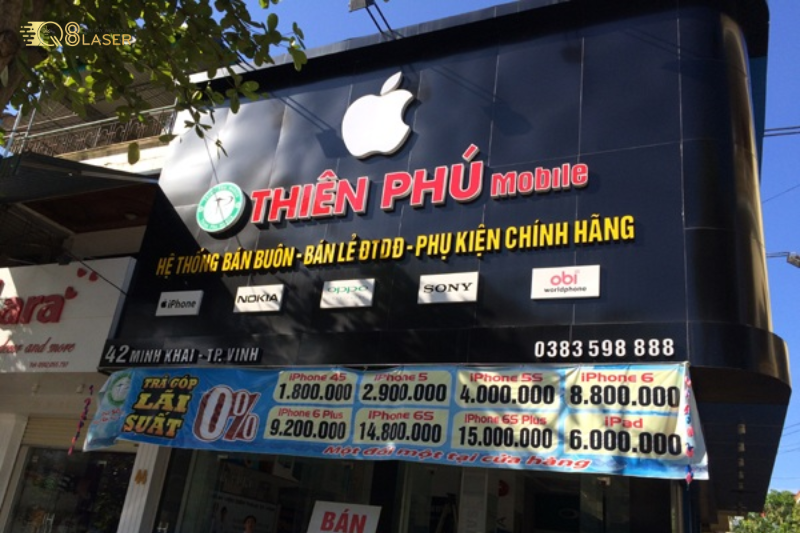 Q8LASER
THIÊN PHÚ mobile
HỆ THỐNG BÁN BUÔN - BÁN LẺ ĐTDĐ - PHỤ KIỆN CHÍNH HÃNG
iPhone
NOKIA
OPPO
SONY
obi
worldphone
42 MINH KHAI - TP. VINH
0383 598 888
ara
and more
TRẢ GÓP
LÃI
SUẤT
0%
iPhone 4S
1.800.000
iPhone 5
2.900.000
iPhone 5S
4.000.000
iPhone 6
8.800.000
iPhone 6 Plus
9.200.000
iPhone 6S
14.800.000
iPhone 6S Plus
15.000.000
iPad
6.000.000
Một đổi một tại cửa hàng
BÁN